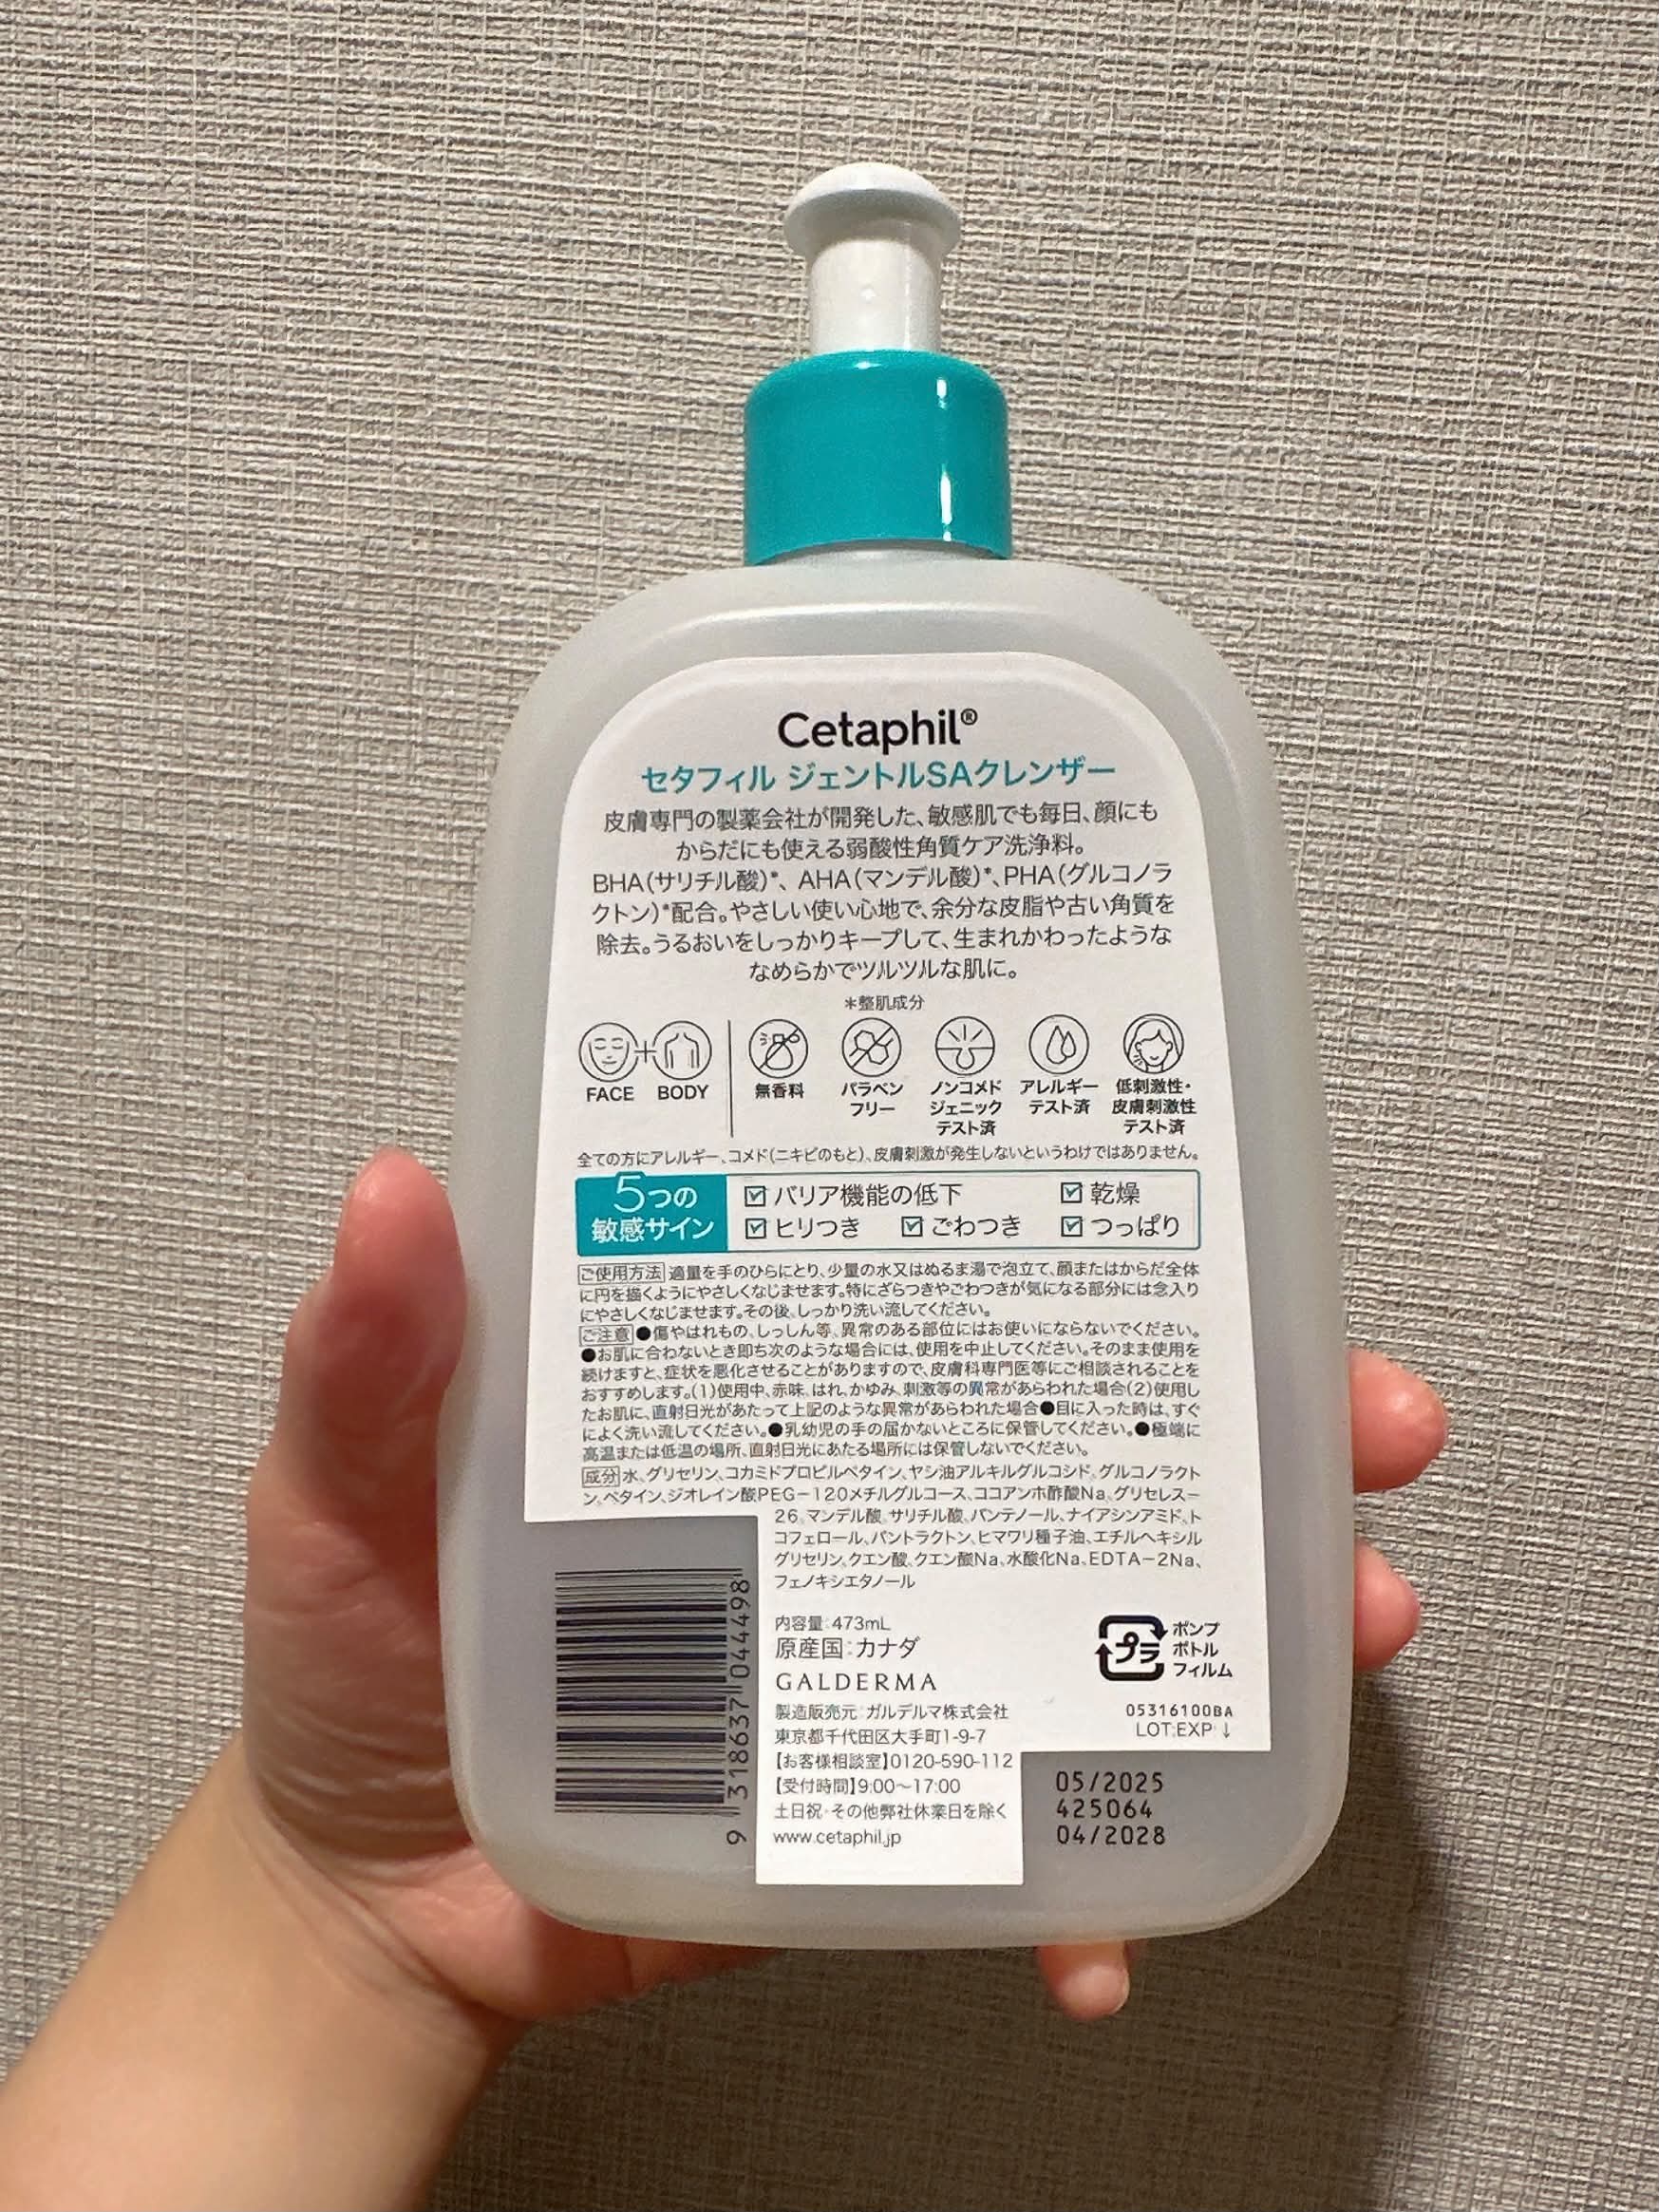 Cetaphil®
セタフィル ジェントルSAクレンザー
皮膚専門の製薬会社が開発した、敏感肌でも毎日、顔にも
からだにも使える弱酸性角質ケア洗浄料。
BHA(サリチル酸)*、AHA(マンデル酸)*、PHA(グルコノラ
クトン)*配合。やさしい使い心地で、余分な皮脂や古い角質を
除去。うるおいをしっかりキープして、生まれかわったような
なめらかでツルツルな肌に。
*整肌成分
FACE + BODY
無香料
パラベン
フリー
ノンコメド
ジェニック
テスト済
アレルギー
テスト済
低刺激性・
皮膚刺激性
テスト済
全ての方にアレルギー、コメド(ニキビのもと)、皮膚刺激が発生しないというわけではありません。
5つの
敏感サイン
バリア機能の低下 乾燥
ヒリつき ごわつき つっぱり
ご使用方法 適量を手のひらにとり、少量の水又はぬるま湯で泡立て、顔またはからだ全体
に円を描くようにやさしくなじませます。特にざらつきやごわつきが気になる部分には念入り
にやさしくなじませます。その後、しっかり洗い流してください。
ご注意 ●傷やはれもの、しっしん等、異常のある部位にはお使いにならないでください。
●お肌に合わないとき即ち次のような場合には、使用を中止してください。そのまま使用を
続けますと、症状を悪化させることがありますので、皮膚科専門医等にご相談されることを
おすすめします。(1)使用中、赤味、はれ、かゆみ、刺激等の異常があらわれた場合(2)使用し
たお肌に、直射日光があたって上記のような異常があらわれた場合●目に入った時は、すぐ
によく洗い流してください。●乳幼児の手の届かないところに保管してください。●極端に
高温または低温の場所、直射日光にあたる場所には保管しないでください。
成分 水、グリセリン、コカミドプロピルベタイン、ヤシ油アルキルグルコシド、グルコノラクト
ン、ベタイン、ジオレイン酸PEG－120メチルグルコース、ココアンホ酢酸Na、グリセレス－
26、マンデル酸、サリチル酸、パンテノール、ナイアシンアミド、ト
コフェロール、パントラクトン、ヒマワリ種子油、エチルヘキシル
グリセリン、クエン酸、クエン酸Na、水酸化Na、EDTA－2Na、
フェノキシエタノール
9 318637 044498
内容量:473mL
原産国:カナダ
GALDERMA
製造販売元:ガルデルマ株式会社
東京都千代田区大手町1-9-7
【お客様相談室】0120-590-112
【受付時間】9:00〜17:00
土日祝・その他弊社休業日を除く
www.cetaphil.jp
プラ
ポンプ
ボトル
フィルム
05316100BA
LOT:EXP ↓
05/2025
425064
04/2028